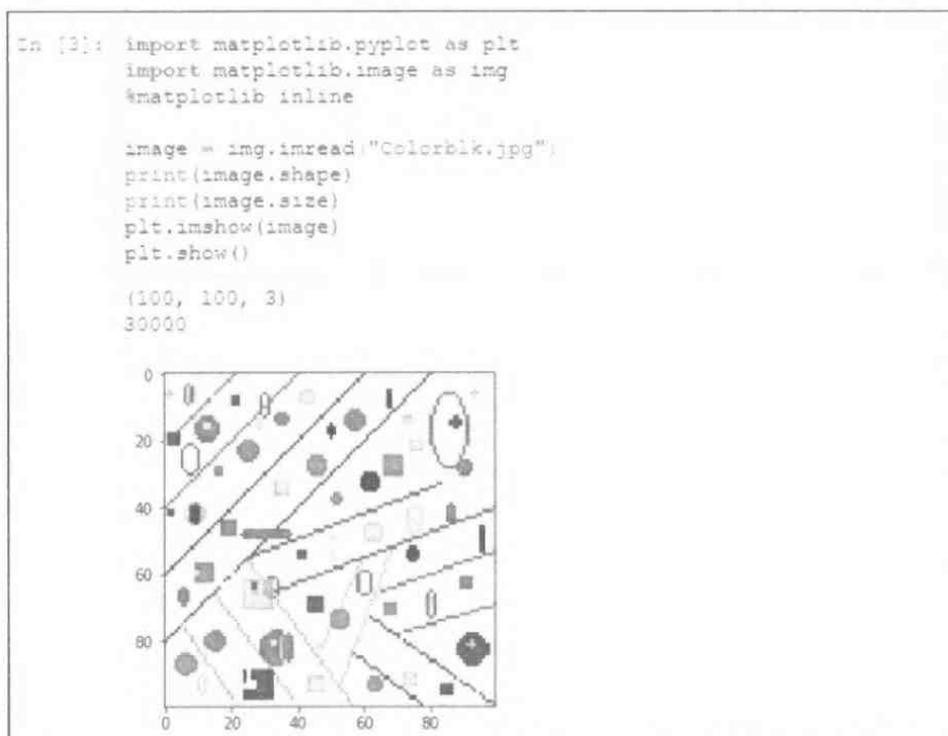 In [3]: import matplotlib.pyplot as plt
import matplotlib.image as img
%matplotlib inline
image = img.imread("Colorblk.jpg")
print(image.shape)
print(image.size)
plt.imshow(image)
plt.show()
(100, 100, 3)
30000
0
20
40
60
80
0 20 40 60 80